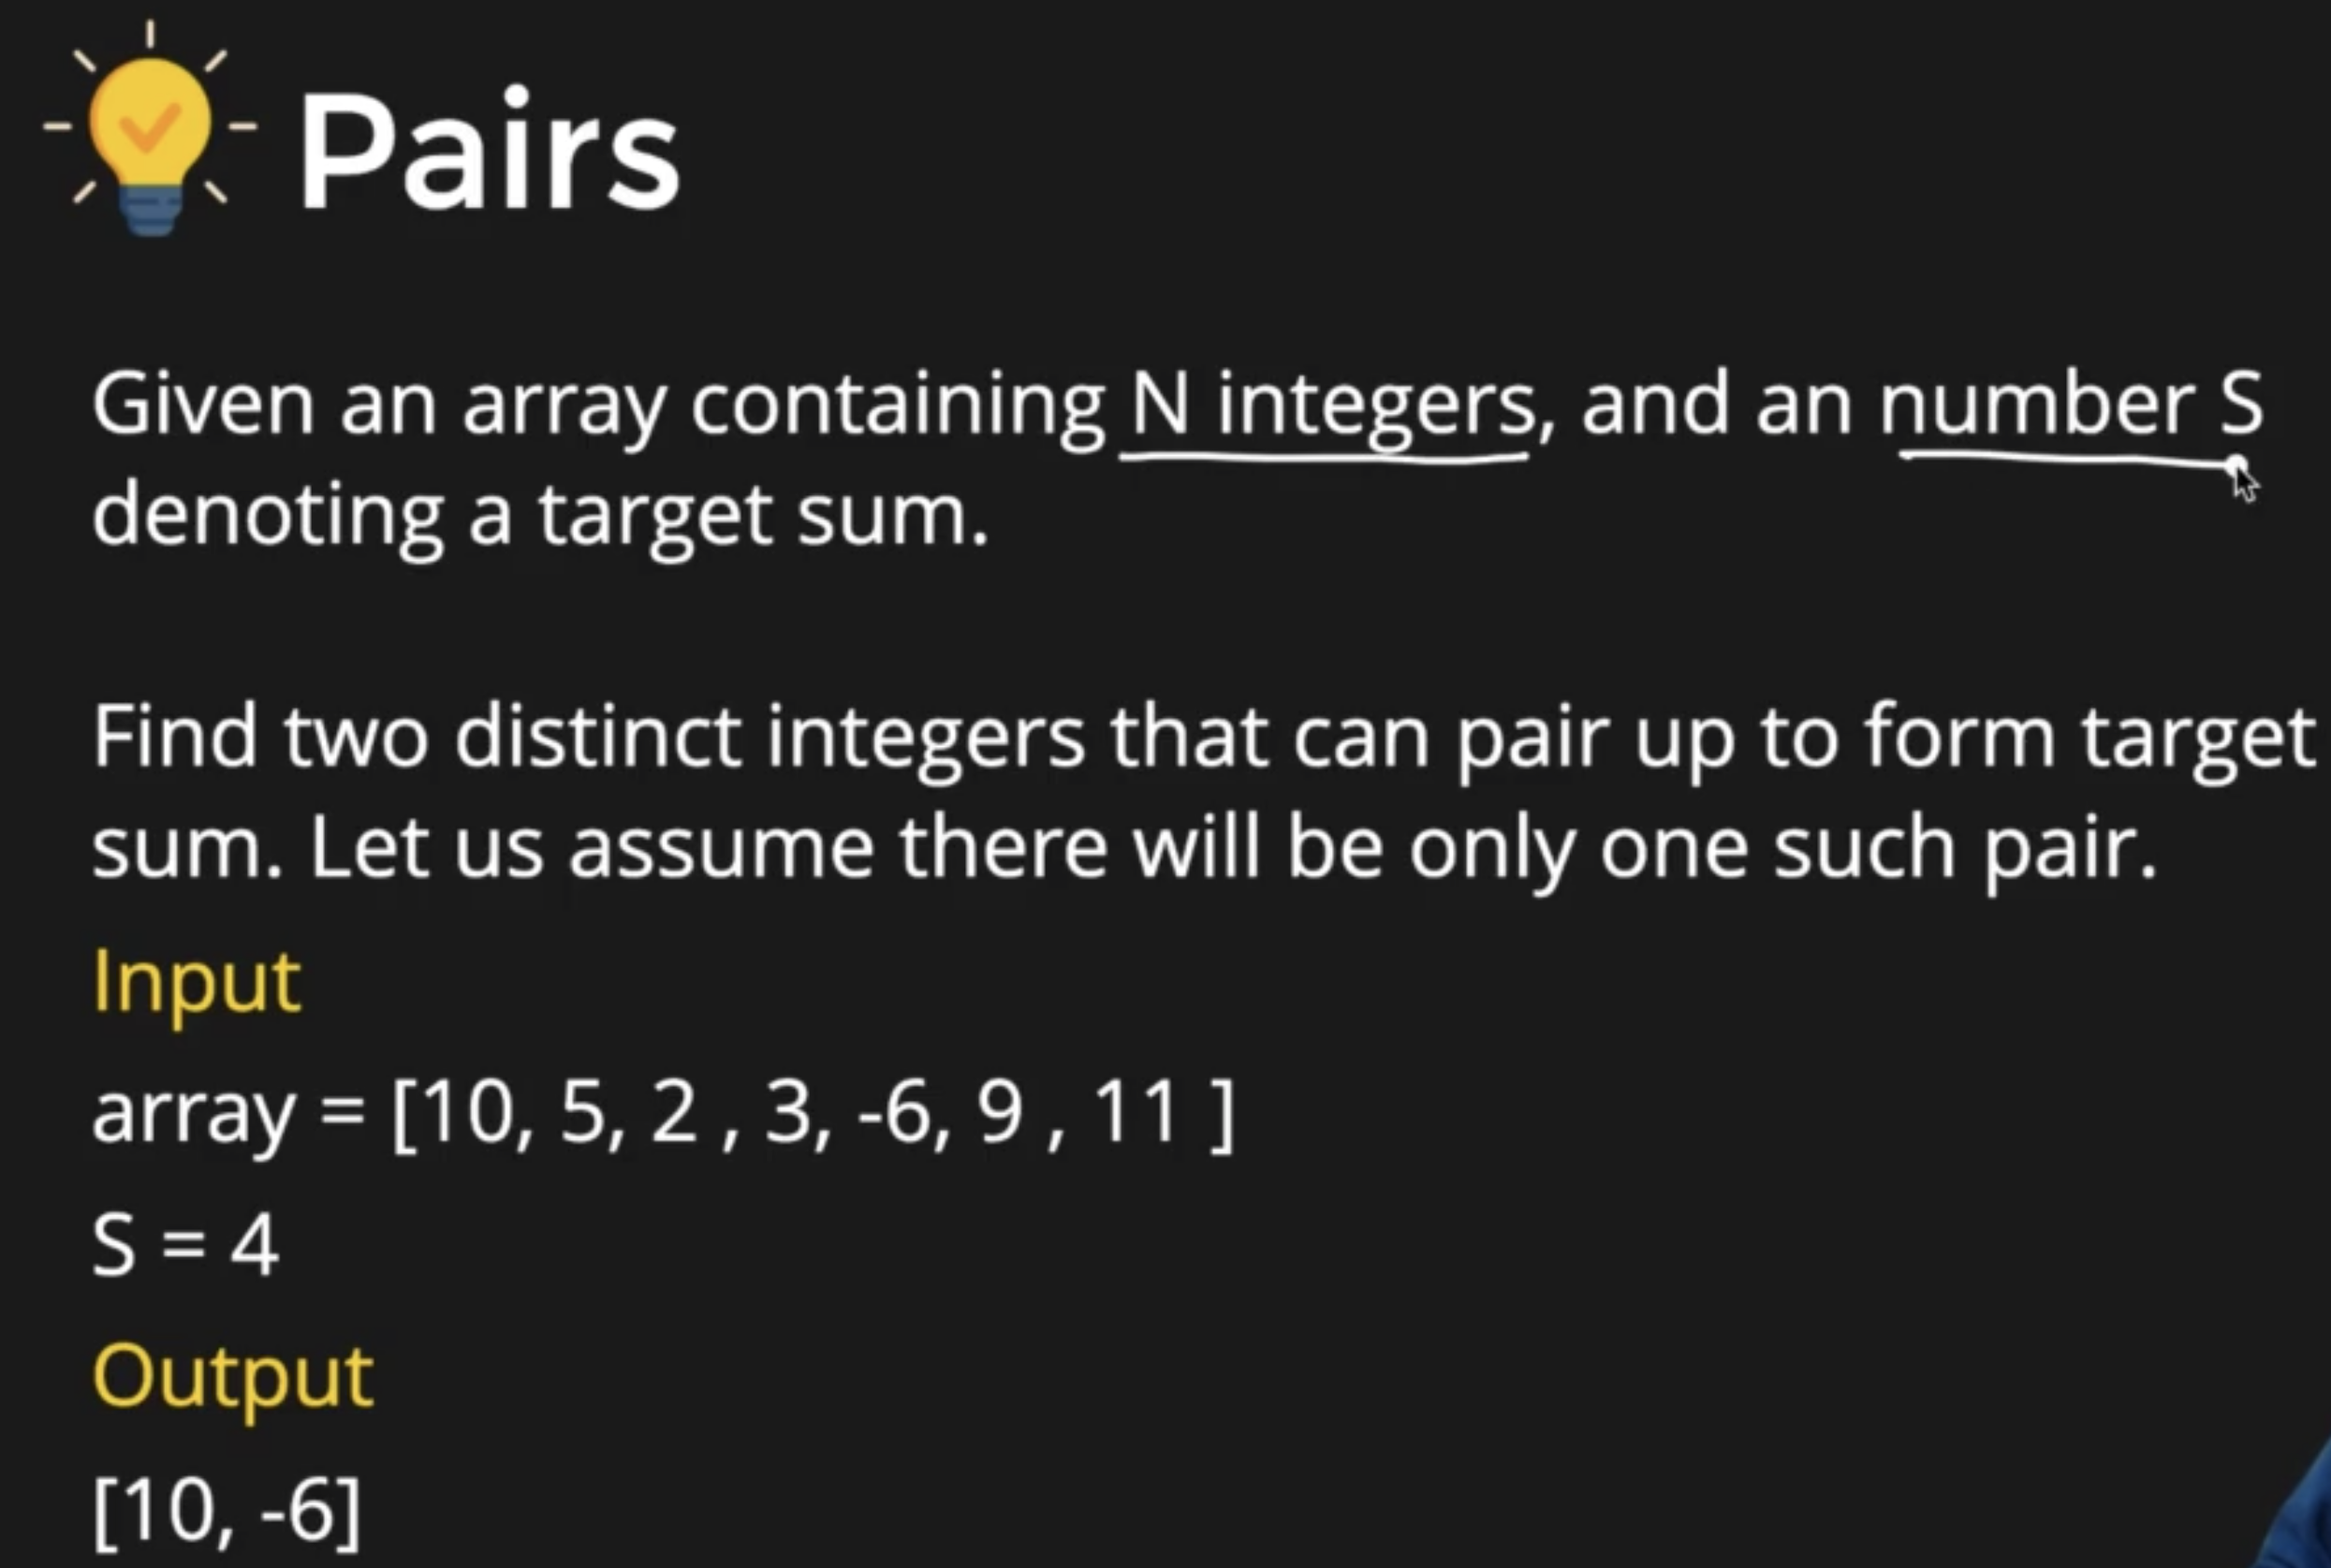 Pairs
Given an array containing N integers, and an number S
denoting a target sum.
Find two distinct integers that can pair up to form target
sum. Let us assume there will be only one such pair.
Input
array = [10, 5, 2 , 3, -6, 9 , 11 ]
S = 4
Output
[10, -6]